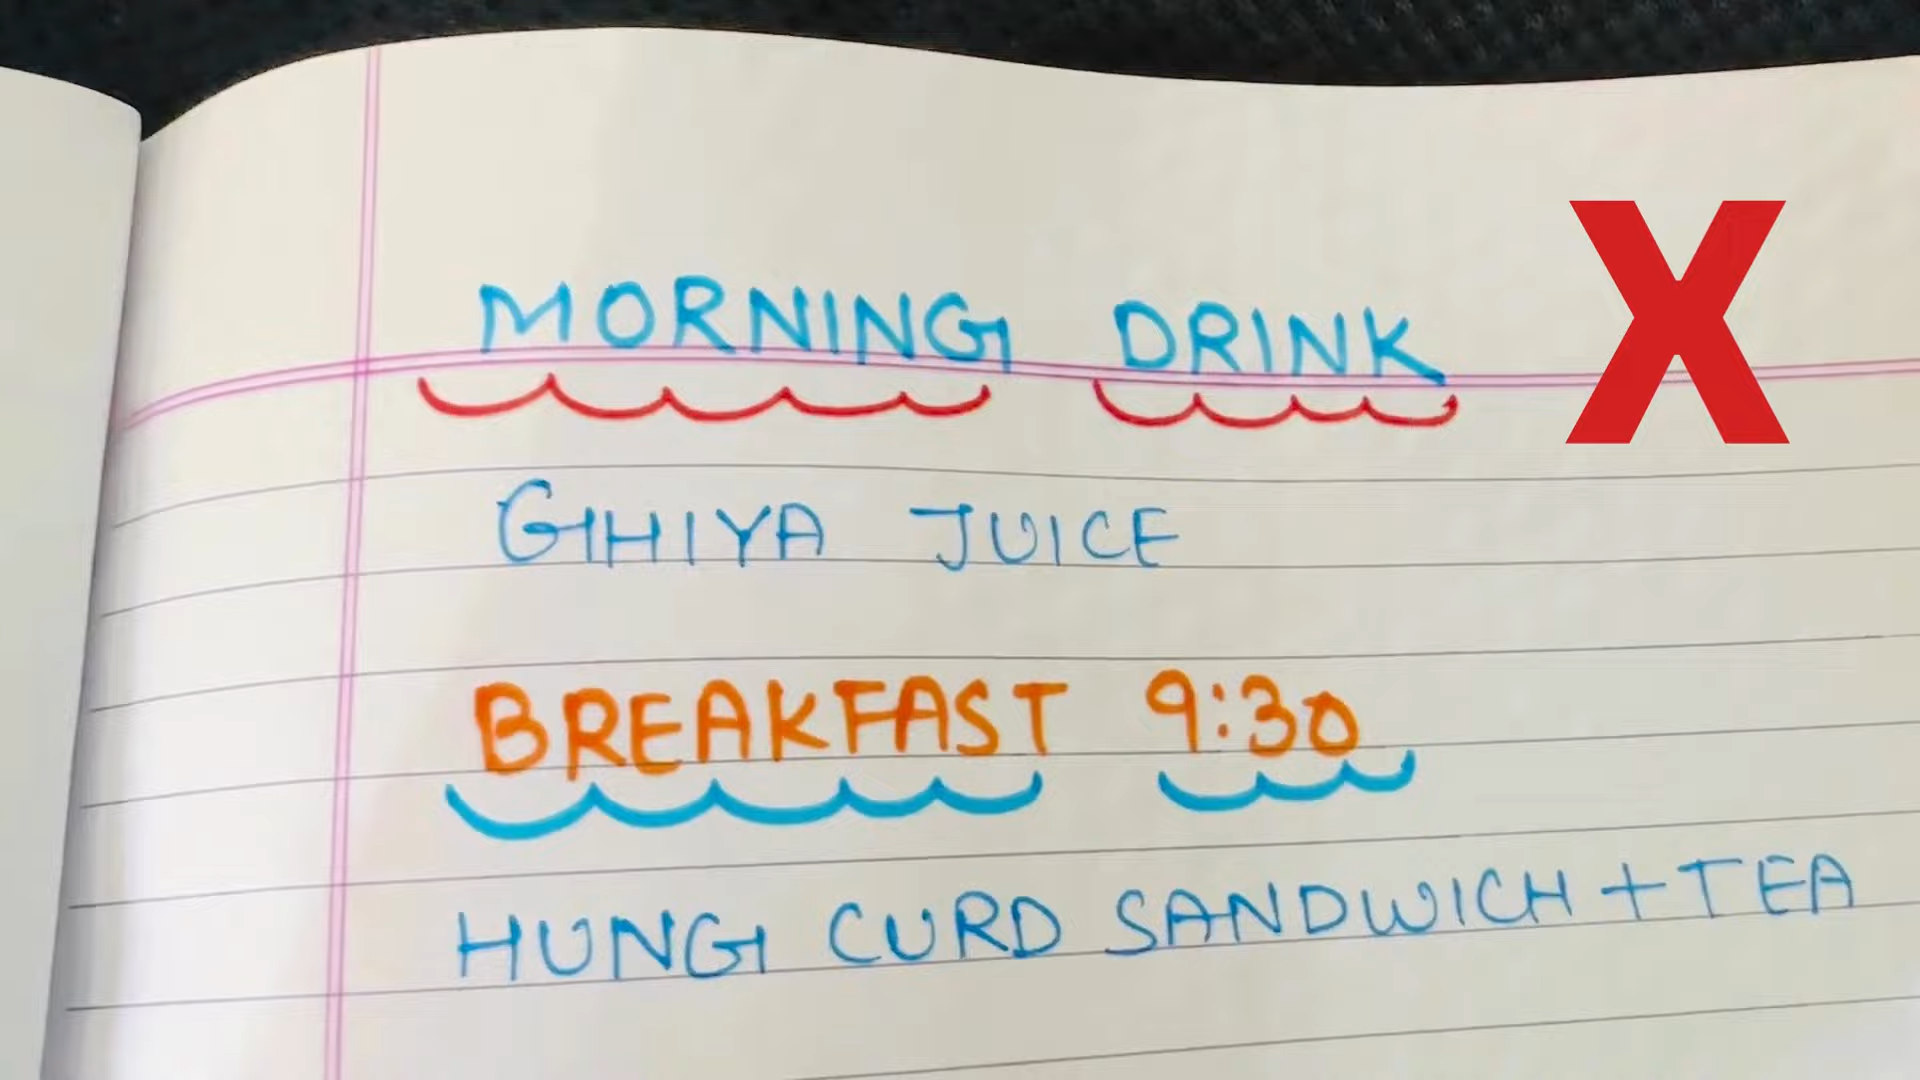 MORNING DRINK X
GHIYA JUICE
BREAKFAST 9:30
HUNG CURD SANDWICH + TEA